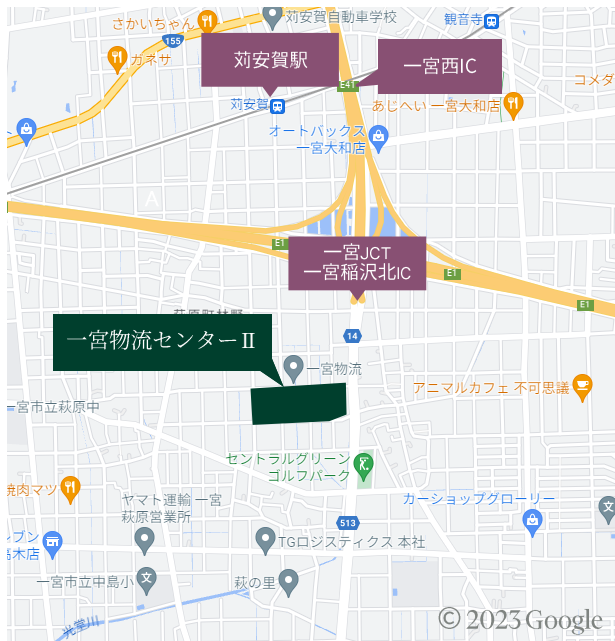 さかいちゃん
苅安賀自動車学校
観音寺
155
ガネサ
苅安賀駅
一宮西IC
コメダ
E41
苅安賀
あじへい 一宮大和店
オートバックス
一宮大和店
E1
一宮JCT
一宮稲沢北IC
E1
E1
一宮物流センターⅡ
14
一宮物流
アニマルカフェ 不可思議
一宮市立萩原中
セントラルグリーン
ゴルフパーク
焼肉マツ
ヤマト運輸 一宮
萩原営業所
カーショップグローリー
513
TGロジスティクス 本社
一宮市立中島小
萩の里
光堂川
© 2023 Google